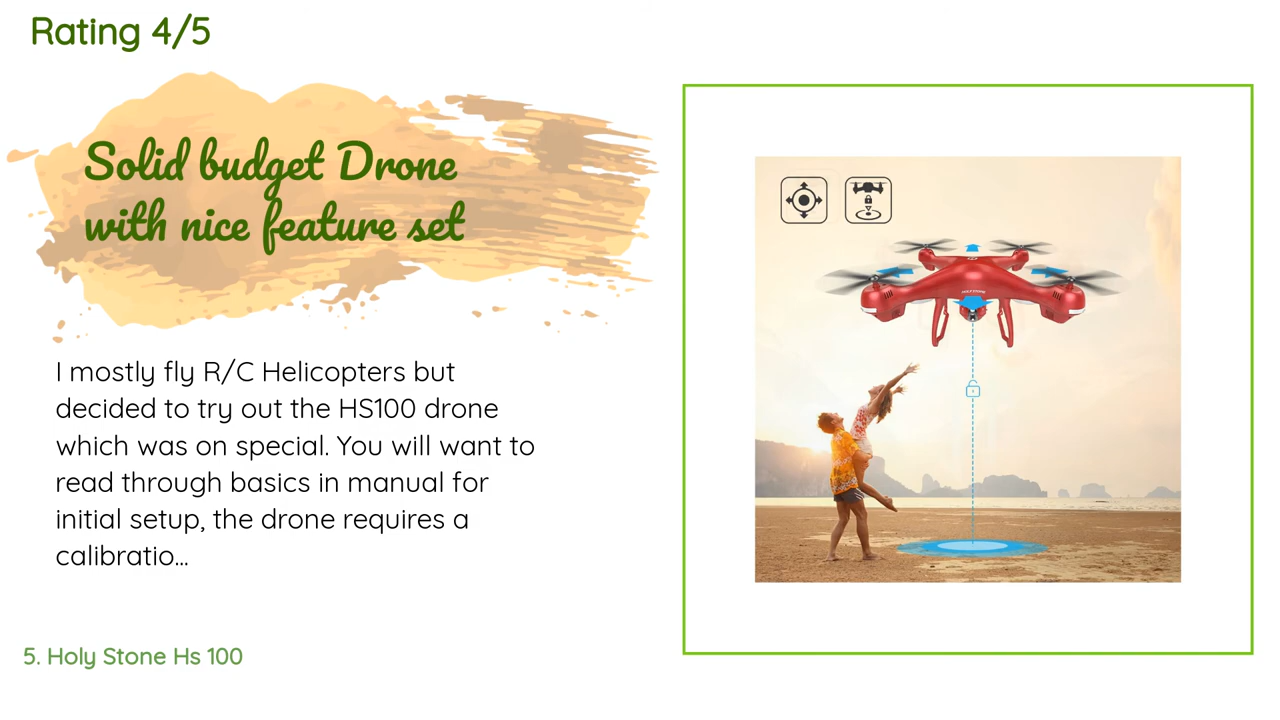 Rating 4/5
Solid budget Drone
with nice feature set
I mostly fly R/C Helicopters but
decided to try out the HS100 drone
which was on special. You will want to
read through basics in manual for
initial setup, the drone requires a
calibratio...
5. Holy Stone Hs 100